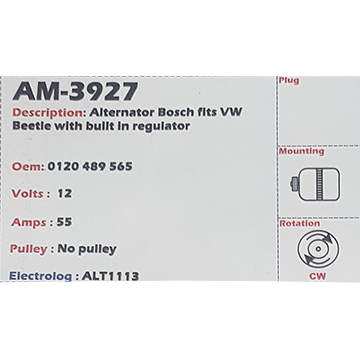 AM-3927
Description: Alternator Bosch fits VW
Beetle with built in regulator
Oem: 0120 489 565
Volts : 12
Amps : 55
Pulley : No pulley
Electrolog : ALT1113
Plug
Mounting
Rotation
CW